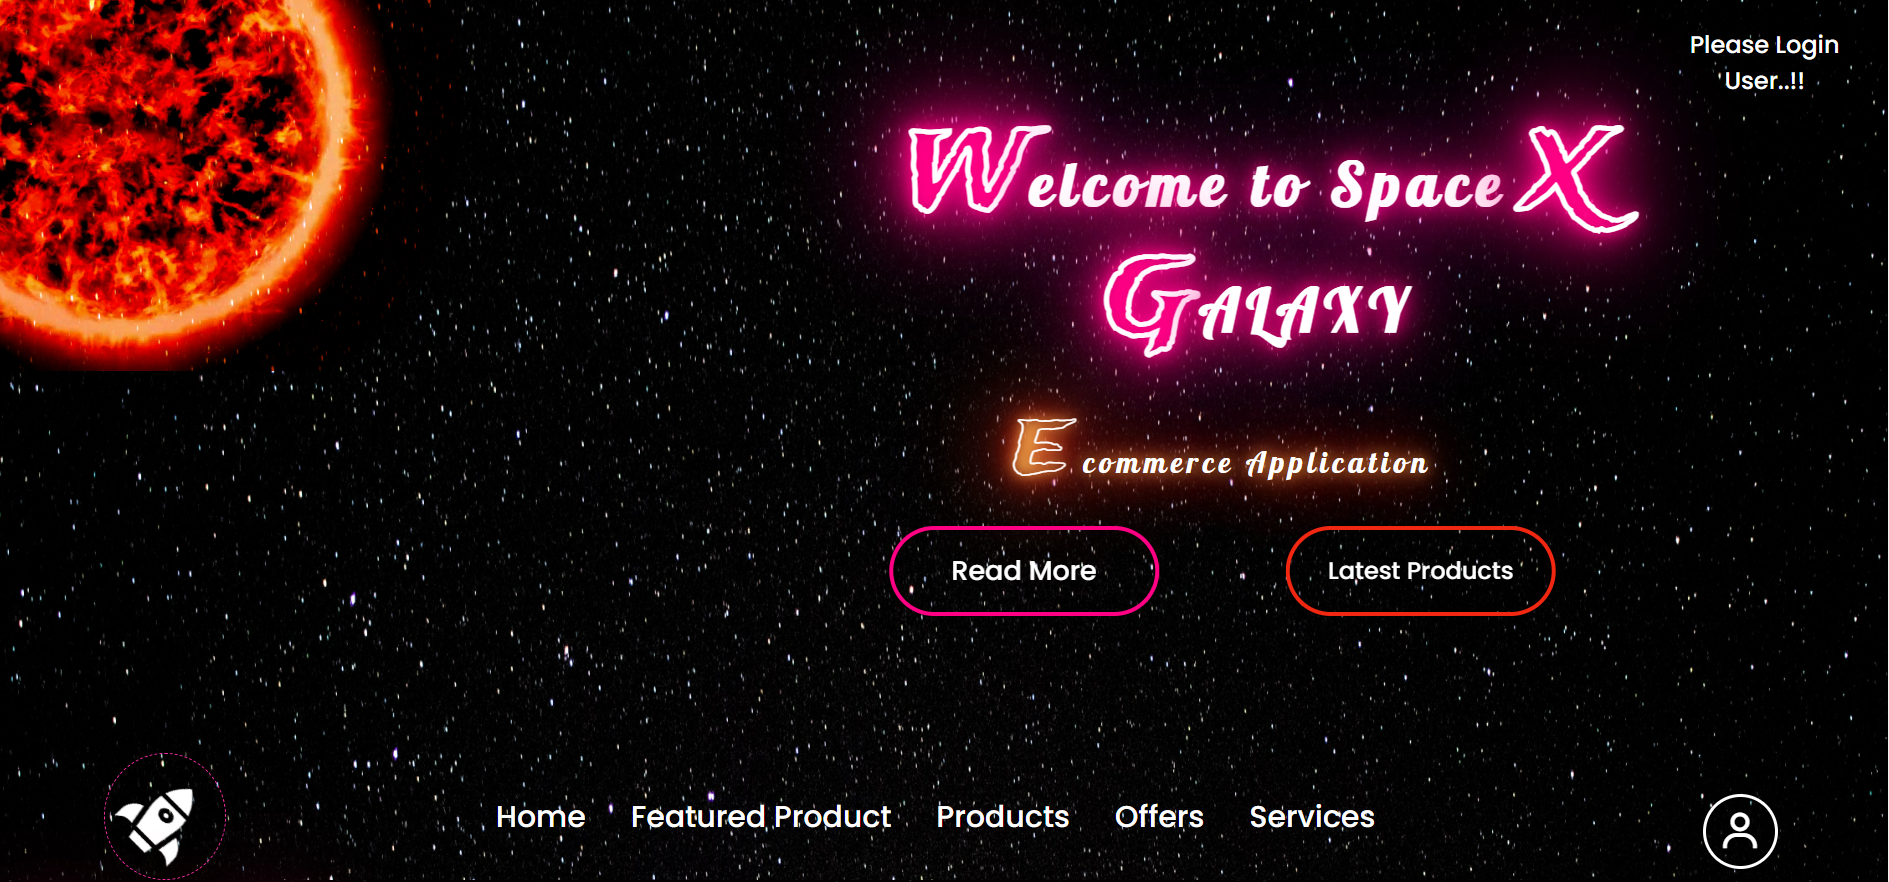 Please Login
User..!!
Welcome to Space X
GALAXY
E commerce Application
Read More
Latest Products
Home Featured Product Products Offers Services